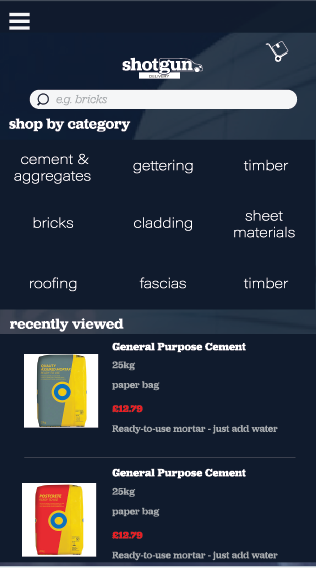 shotgun
DELIVERY
e.g. bricks
shop by category
cement & aggregates
gettering
timber
bricks
cladding
sheet materials
roofing
fascias
timber
recently viewed
General Purpose Cement
25kg
paper bag
£12.79
Ready-to-use mortar - just add water
POSTCRETE
General Purpose Cement
25kg
paper bag
£12.79
Ready-to-use mortar - just add water